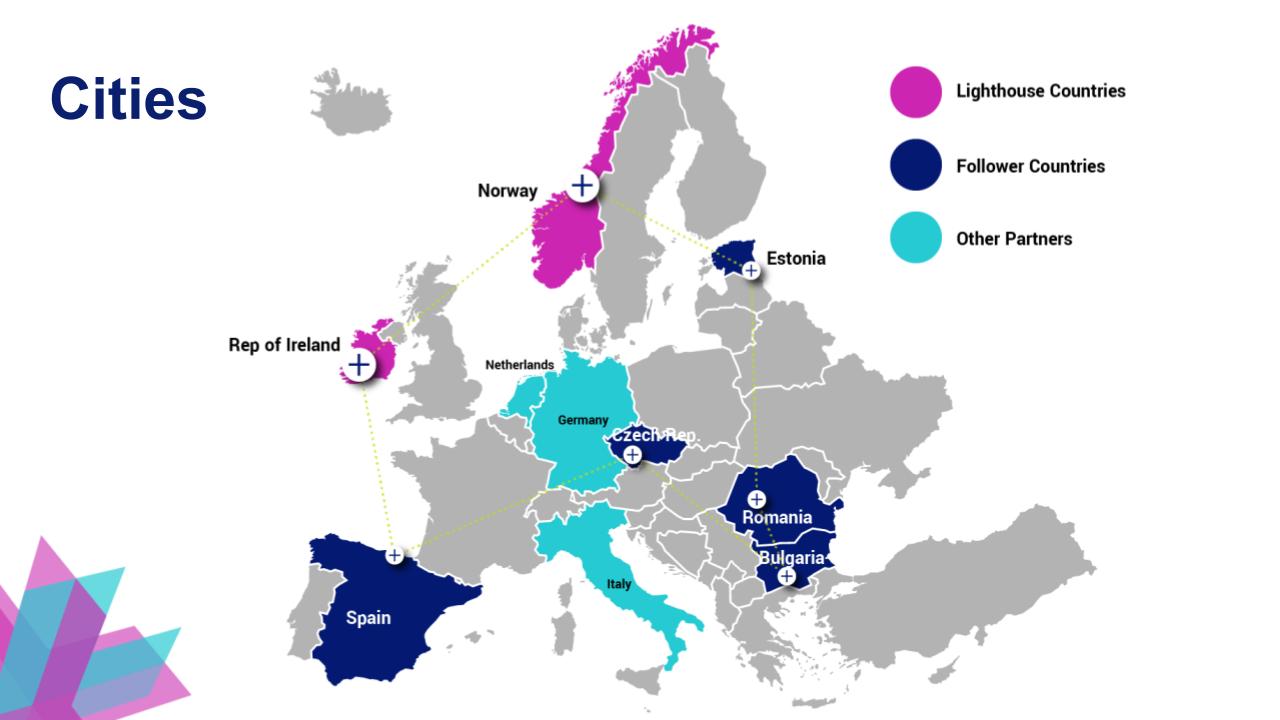 Cities
Lighthouse Countries
Follower Countries
Other Partners
Norway
Estonia
Rep of Ireland
Netherlands
Germany
Czech Rep.
Romania
Bulgaria
Italy
Spain